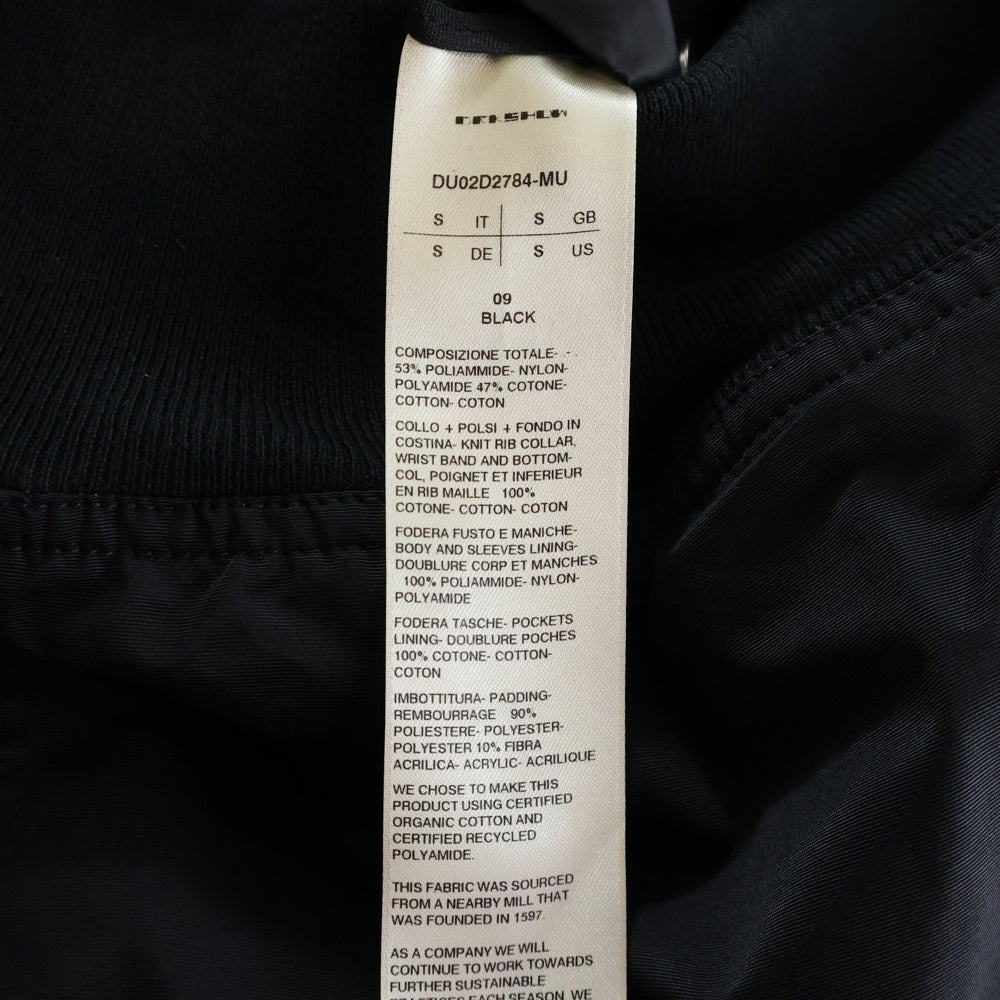 DRKSHDW
DU02D2784-MU
S IT S GB
S DE S US
09
BLACK
COMPOSIZIONE TOTALE- .- .
53% POLIAMMIDE- NYLON-
POLYAMIDE 47% COTONE-
COTTON- COTON
COLLO + POLSI + FONDO IN
COSTINA- KNIT RIB COLLAR,
WRIST BAND AND BOTTOM-
COL, POIGNET ET INFERIEUR
EN RIB MAILLE 100%
COTONE- COTTON- COTON
FODERA FUSTO E MANICHE-
BODY AND SLEEVES LINING-
DOUBLURE CORP ET MANCHES
100% POLIAMMIDE- NYLON-
POLYAMIDE
FODERA TASCHE- POCKETS
LINING- DOUBLURE POCHES
100% COTONE- COTTON-
COTON
IMBOTTITURA- PADDING-
REMBOURRAGE 90%
POLIESTERE- POLYESTER-
POLYESTER 10% FIBRA
ACRILICA- ACRYLIC- ACRILIQUE
WE CHOSE TO MAKE THIS
PRODUCT USING CERTIFIED
ORGANIC COTTON AND
CERTIFIED RECYCLED
POLYAMIDE.
THIS FABRIC WAS SOURCED
FROM A NEARBY MILL THAT
WAS FOUNDED IN 1597.
AS A COMPANY WE WILL
CONTINUE TO WORK TOWARDS
FURTHER SUSTAINABLE
PRACTICES EACH SEASON. WE